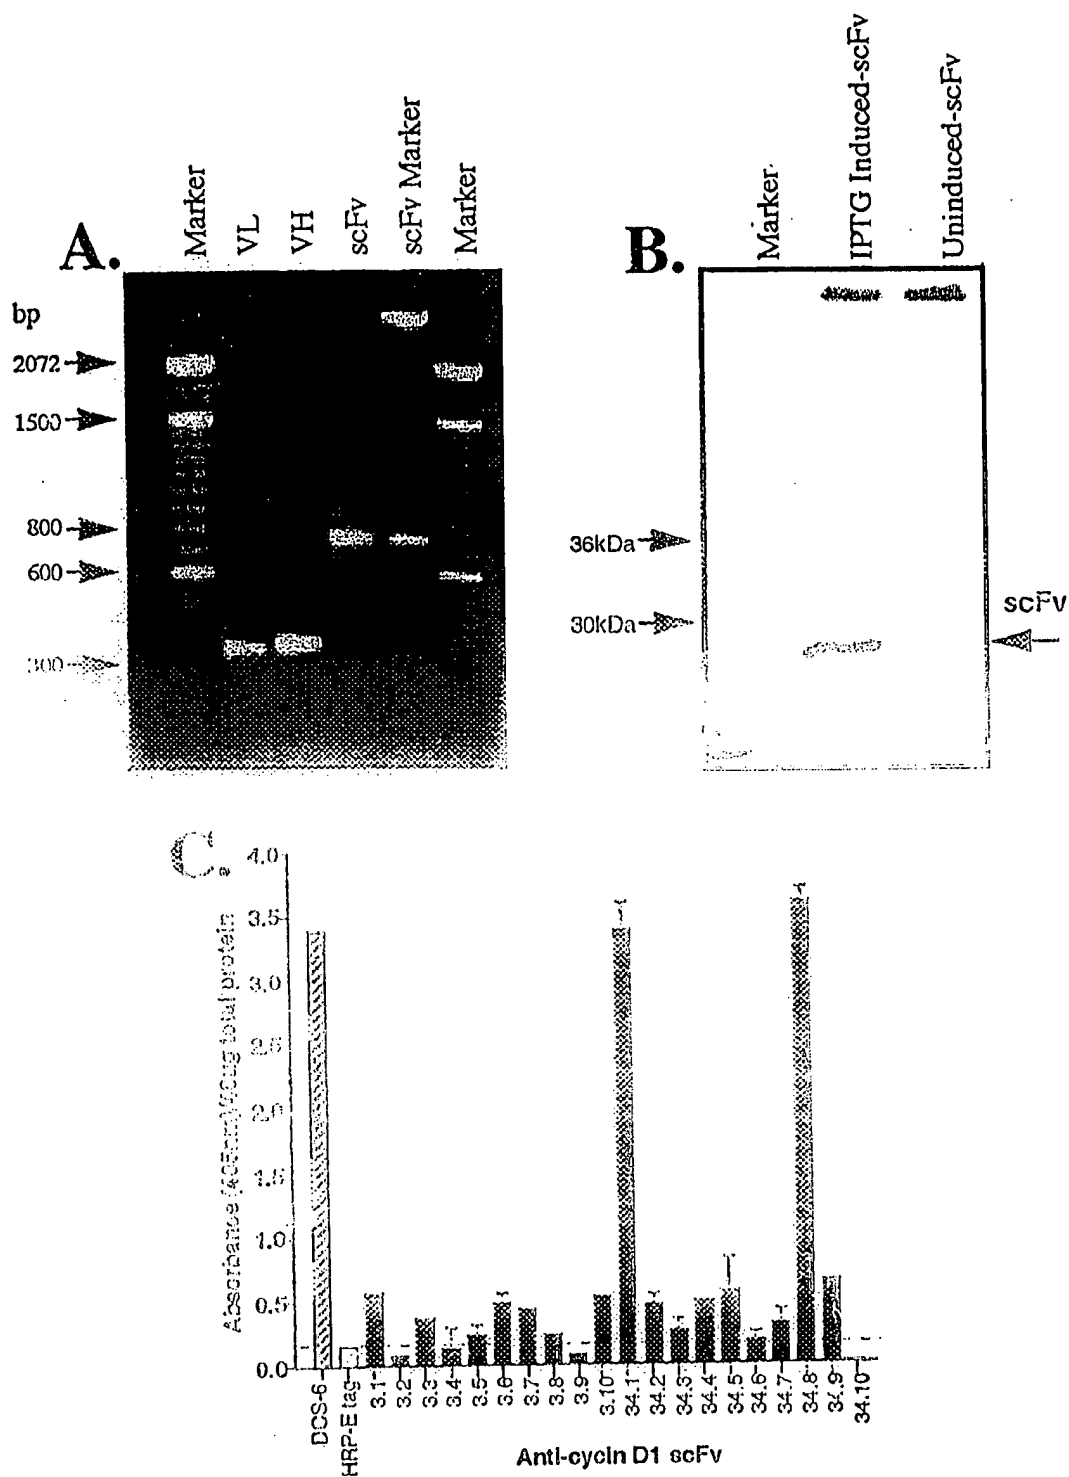 A.
Marker
VL
VH
scFv
scFv Marker
Marker
bp
2072
1500
800
600
300
B.
Marker
IPTG Induced-scFv
Uninduced-scFv
36kDa
30kDa
scFv
C.
Absorbance (405nm)/40ug total protein
4.0
3.5
3.0
2.5
2.0
1.5
1.0
0.5
0.0
DCS-6
HRP-E tag
3.1
3.2
3.3
3.4
3.5
3.6
3.7
3.8
3.9
3.10
34.1
34.2
34.3
34.4
34.5
34.6
34.7
34.8
34.9
34.10
Anti-cycin D1 scFv